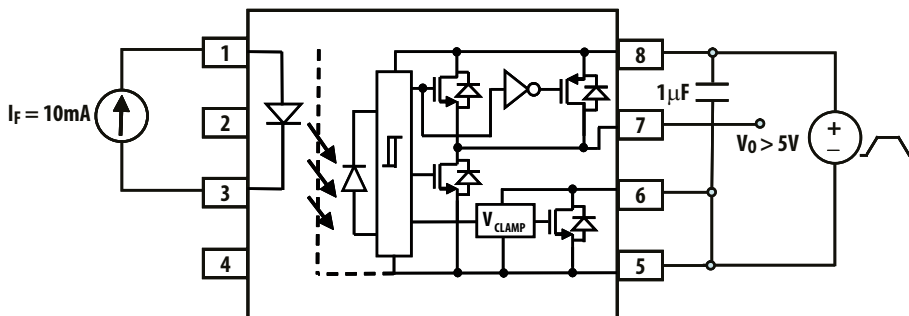 1
8
1µF
I_F = 10mA
2
7
V_O > 5V
+
–
3
6
V_CLAMP
4
5